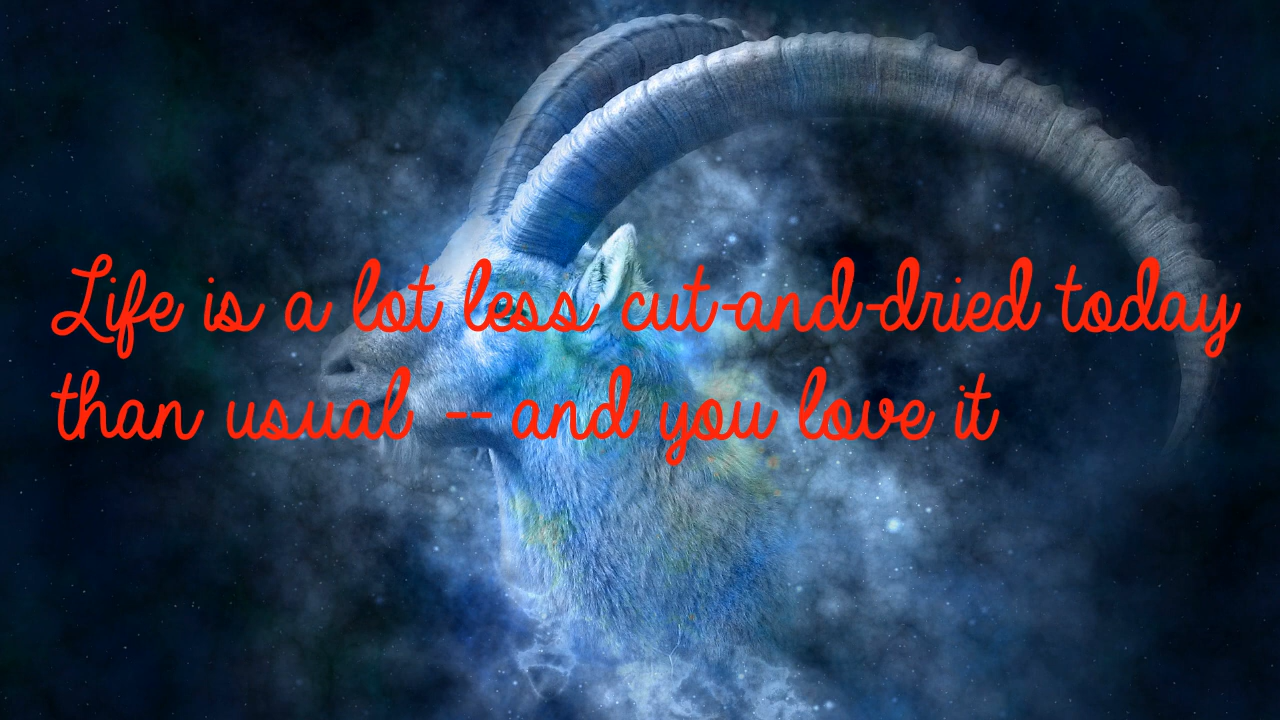 Life is a lot less cut-and-dried today
than usual -- and you love it